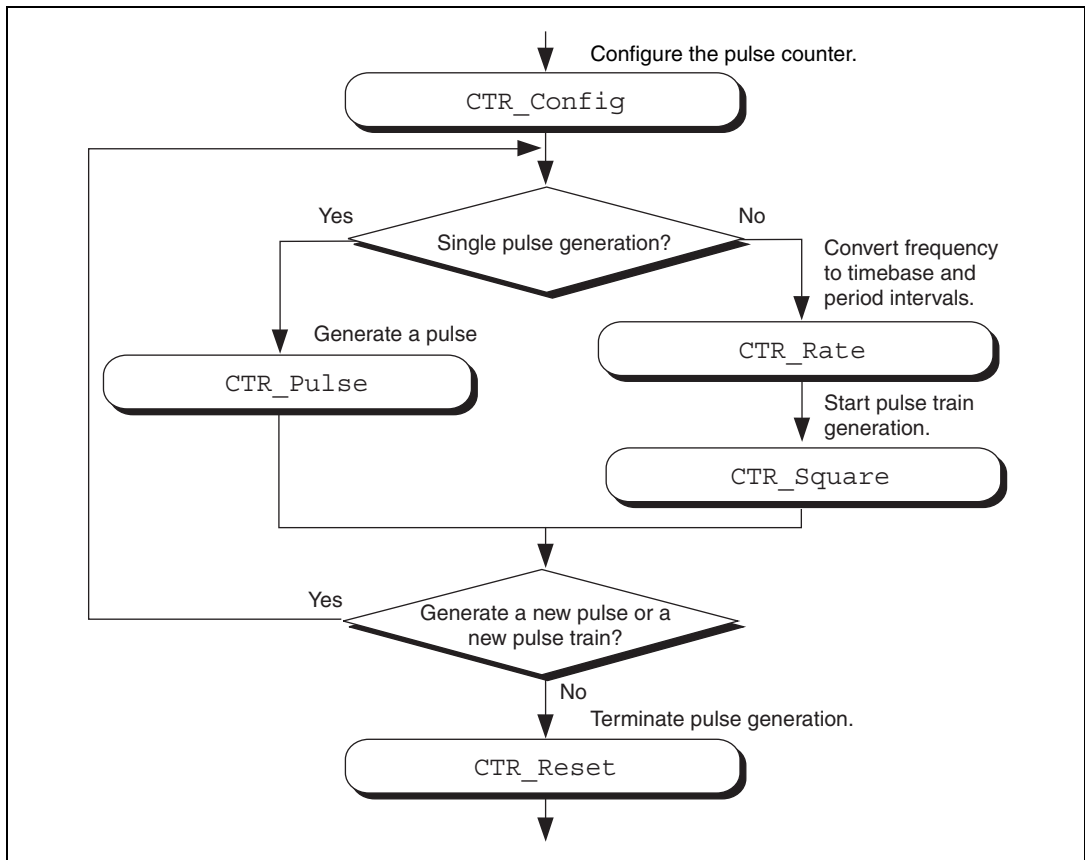 Configure the pulse counter.
CTR_Config
Yes
No
Single pulse generation?
Convert frequency
to timebase and
period intervals.
Generate a pulse
CTR_Rate
CTR_Pulse
Start pulse train
generation.
CTR_Square
Yes
Generate a new pulse or a
new pulse train?
No
Terminate pulse generation.
CTR_Reset